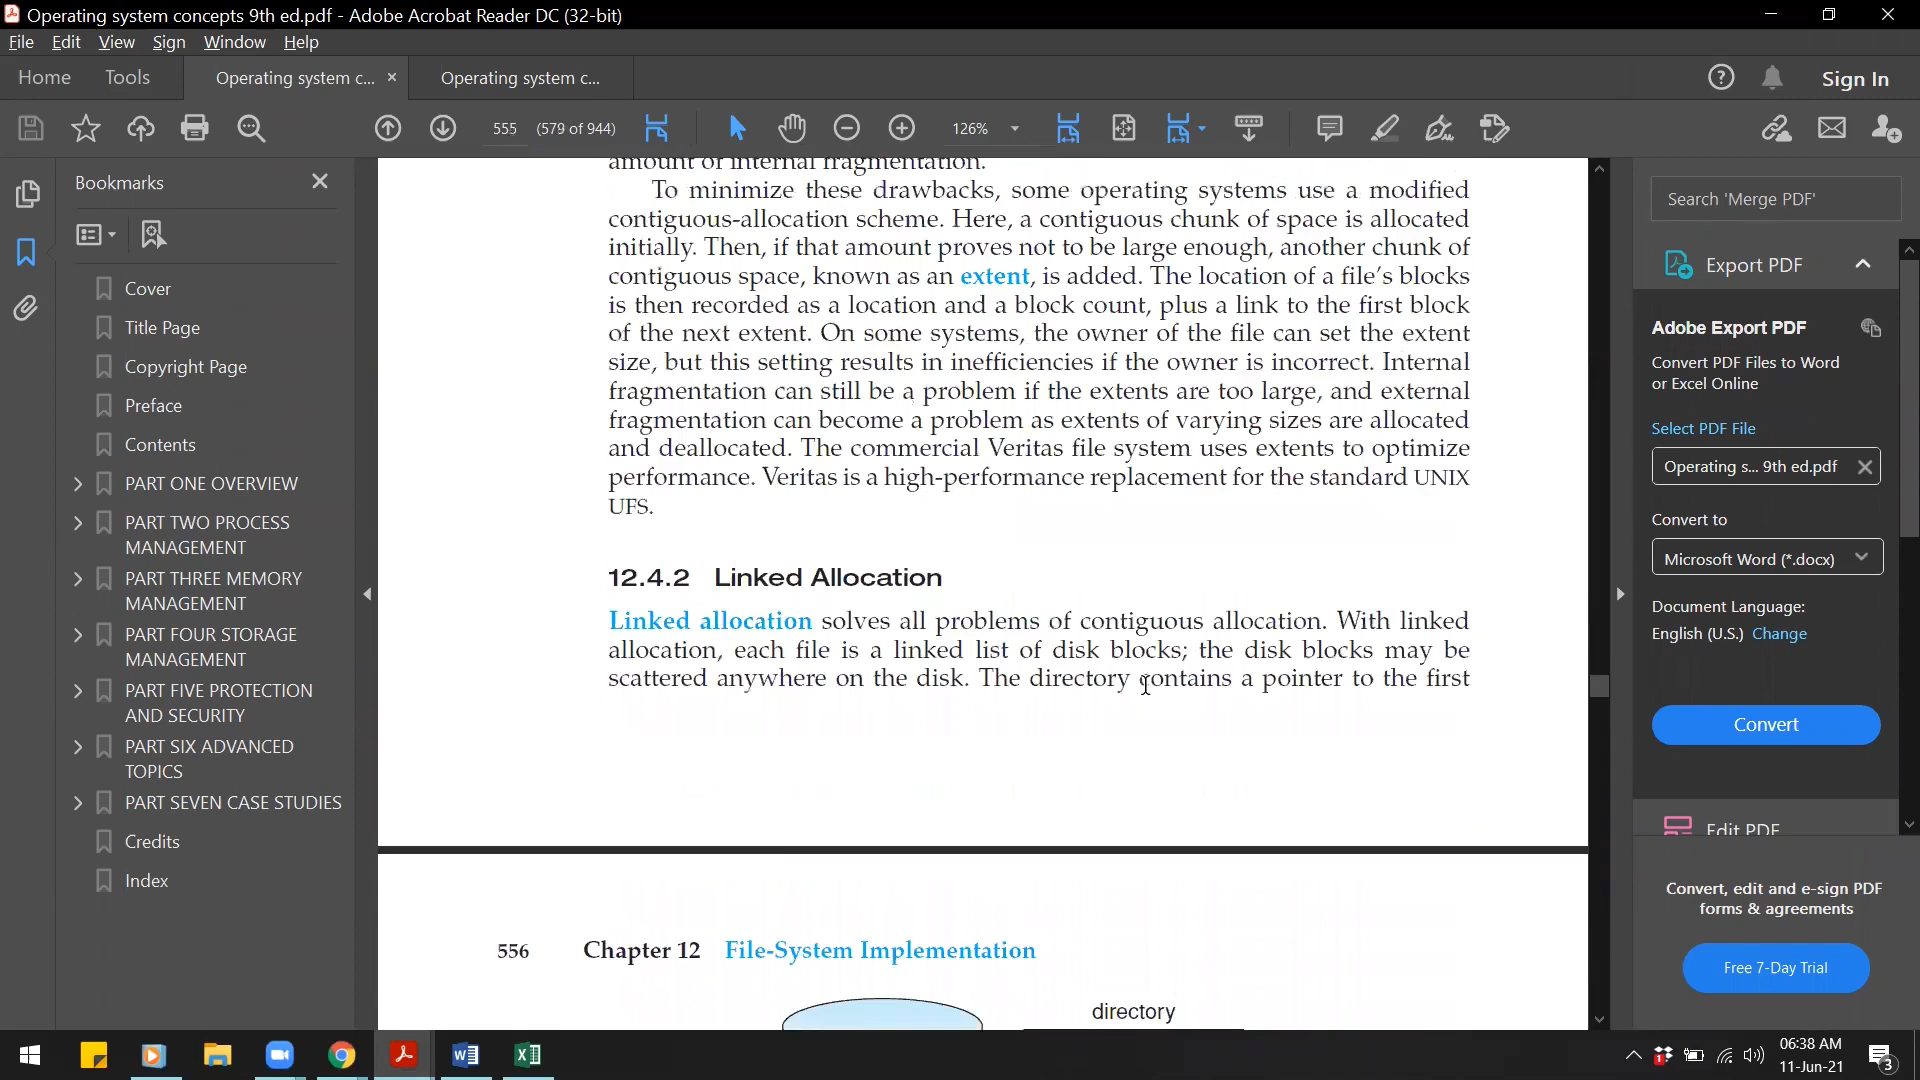 Operating system concepts 9th ed.pdf - Adobe Acrobat Reader DC (32-bit)
File Edit View Sign Window Help
Home Tools Operating system c... × Operating system c... Sign In
555 (579 of 944) 126%
Bookmarks
Cover
Title Page
Copyright Page
Preface
Contents
PART ONE OVERVIEW
PART TWO PROCESS
MANAGEMENT
PART THREE MEMORY
MANAGEMENT
PART FOUR STORAGE
MANAGEMENT
PART FIVE PROTECTION
AND SECURITY
PART SIX ADVANCED
TOPICS
PART SEVEN CASE STUDIES
Credits
Index
amount of internal fragmentation.
To minimize these drawbacks, some operating systems use a modified
contiguous-allocation scheme. Here, a contiguous chunk of space is allocated
initially. Then, if that amount proves not to be large enough, another chunk of
contiguous space, known as an extent, is added. The location of a file's blocks
is then recorded as a location and a block count, plus a link to the first block
of the next extent. On some systems, the owner of the file can set the extent
size, but this setting results in inefficiencies if the owner is incorrect. Internal
fragmentation can still be a problem if the extents are too large, and external
fragmentation can become a problem as extents of varying sizes are allocated
and deallocated. The commercial Veritas file system uses extents to optimize
performance. Veritas is a high-performance replacement for the standard UNIX
UFS.
12.4.2 Linked Allocation
Linked allocation solves all problems of contiguous allocation. With linked
allocation, each file is a linked list of disk blocks; the disk blocks may be
scattered anywhere on the disk. The directory contains a pointer to the first
556 Chapter 12 File-System Implementation
directory
Search 'Merge PDF'
Export PDF
Adobe Export PDF
Convert PDF Files to Word
or Excel Online
Select PDF File
Operating s... 9th ed.pdf
Convert to
Microsoft Word (*.docx)
Document Language:
English (U.S.) Change
Convert
Edit PDF
Convert, edit and e-sign PDF
forms & agreements
Free 7-Day Trial
06:38 AM
11-Jun-21
3